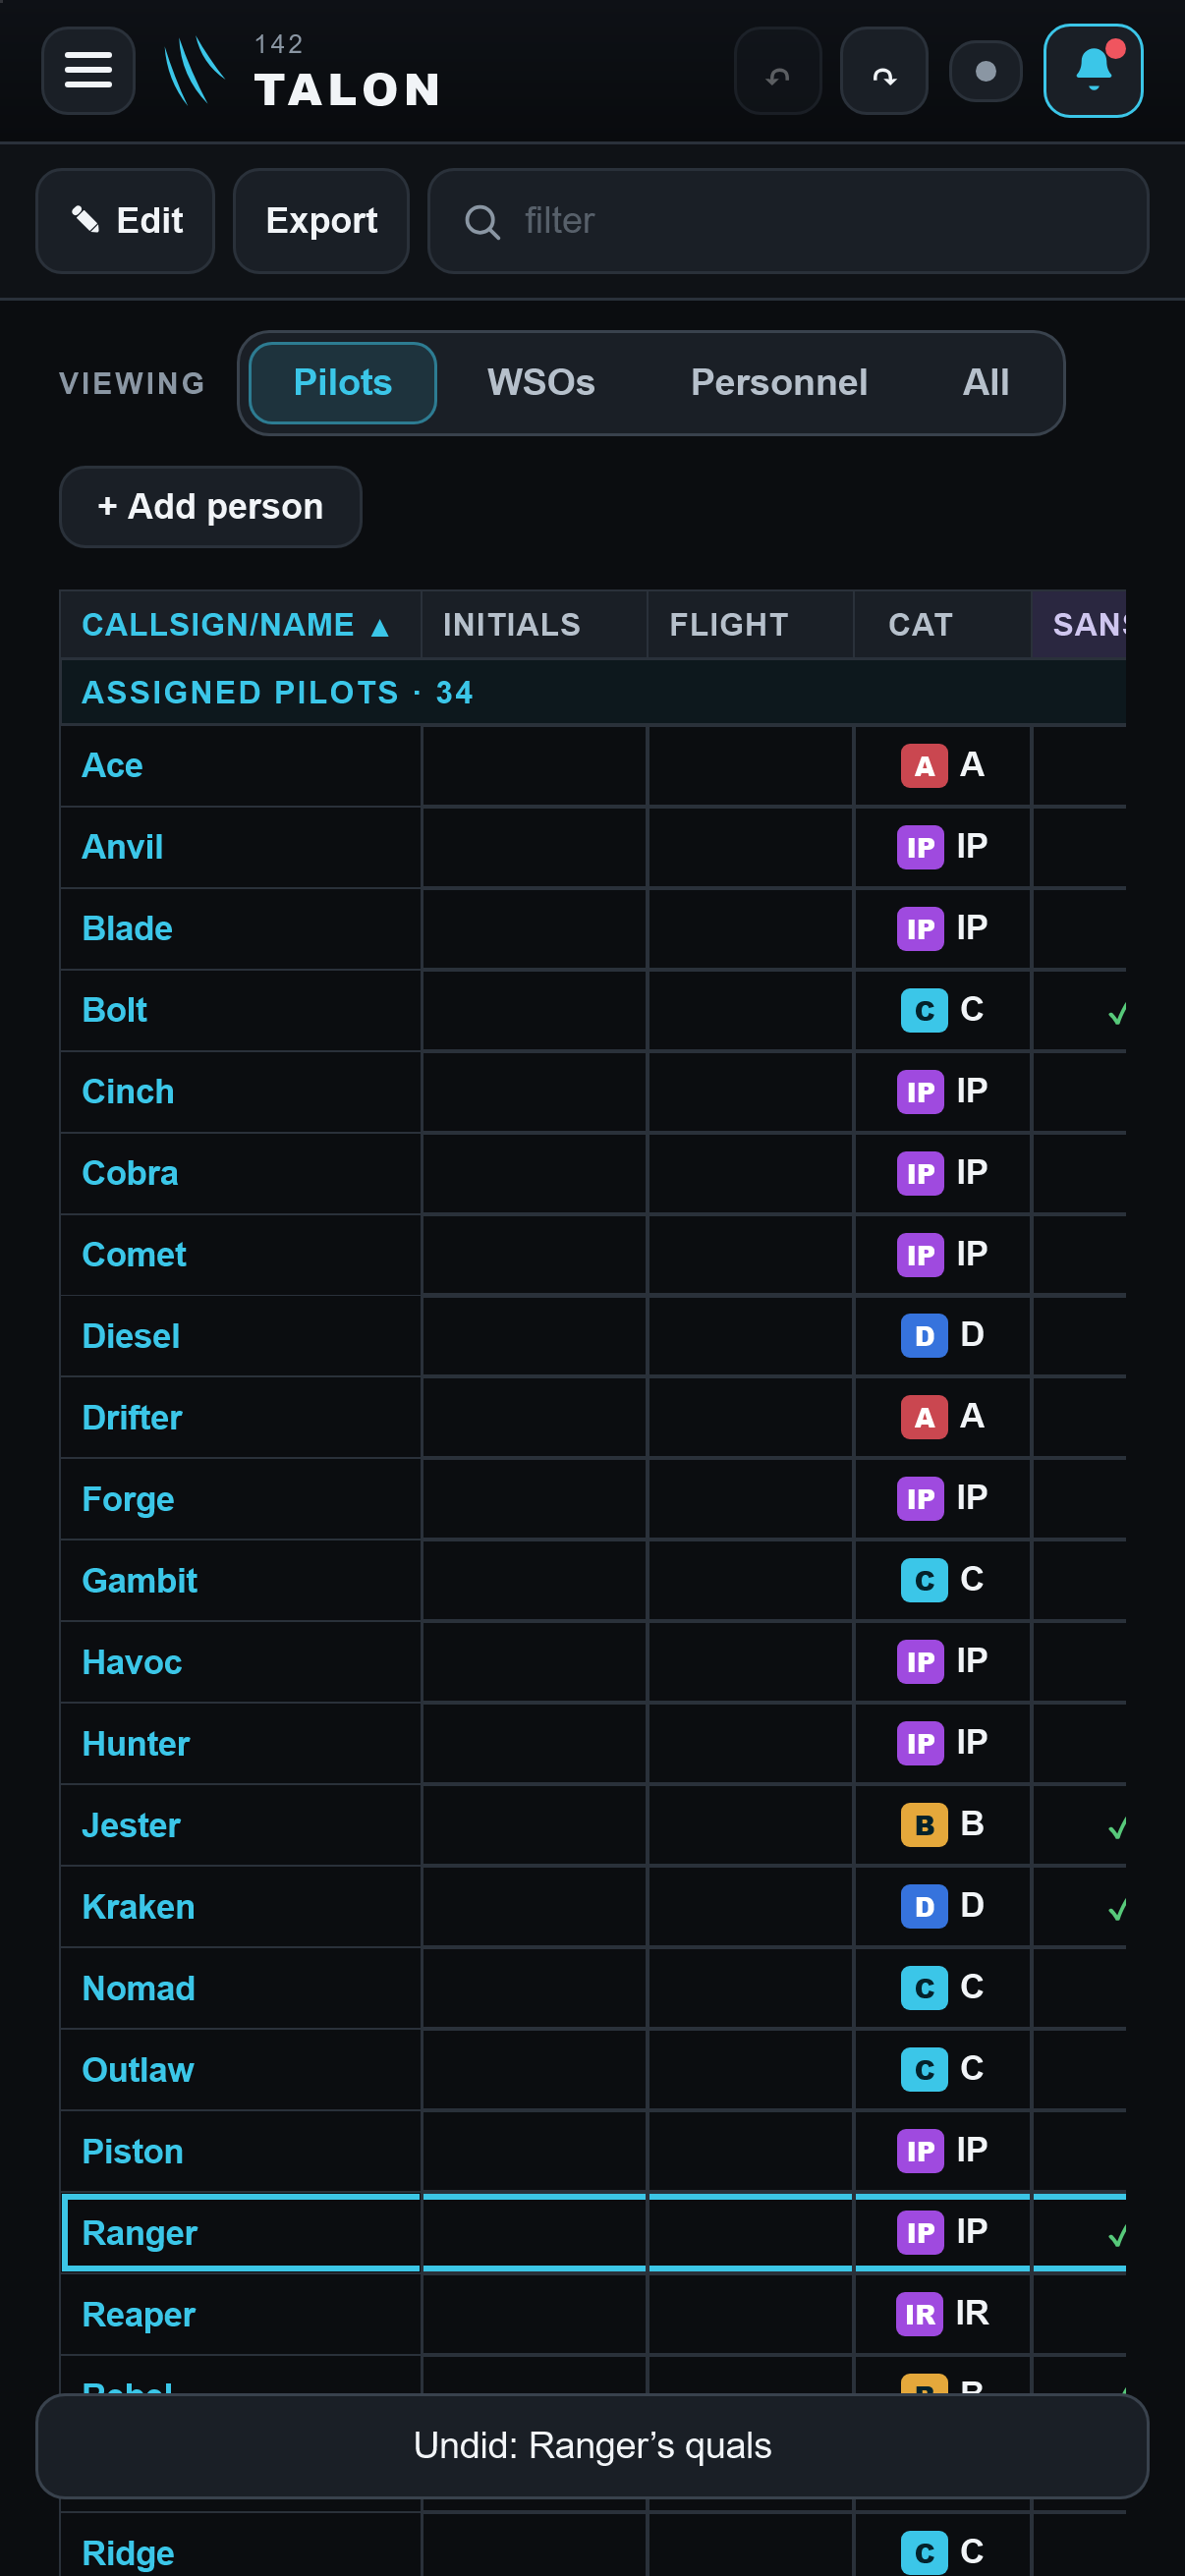 142
TALON
Edit Export filter
VIEWING Pilots WSOs Personnel All
+ Add person
CALLSIGN/NAME ▲ INITIALS FLIGHT CAT
ASSIGNED PILOTS · 34
Ace A A
Anvil IP IP
Blade IP IP
Bolt C C ✓
Cinch IP IP
Cobra IP IP
Comet IP IP
Diesel D D
Drifter A A
Forge IP IP
Gambit C C
Havoc IP IP
Hunter IP IP
Jester B B ✓
Kraken D D ✓
Nomad C C
Outlaw C C
Piston IP IP
Ranger IP IP ✓
Reaper IR IR
Undid: Ranger’s quals
Ridge C C